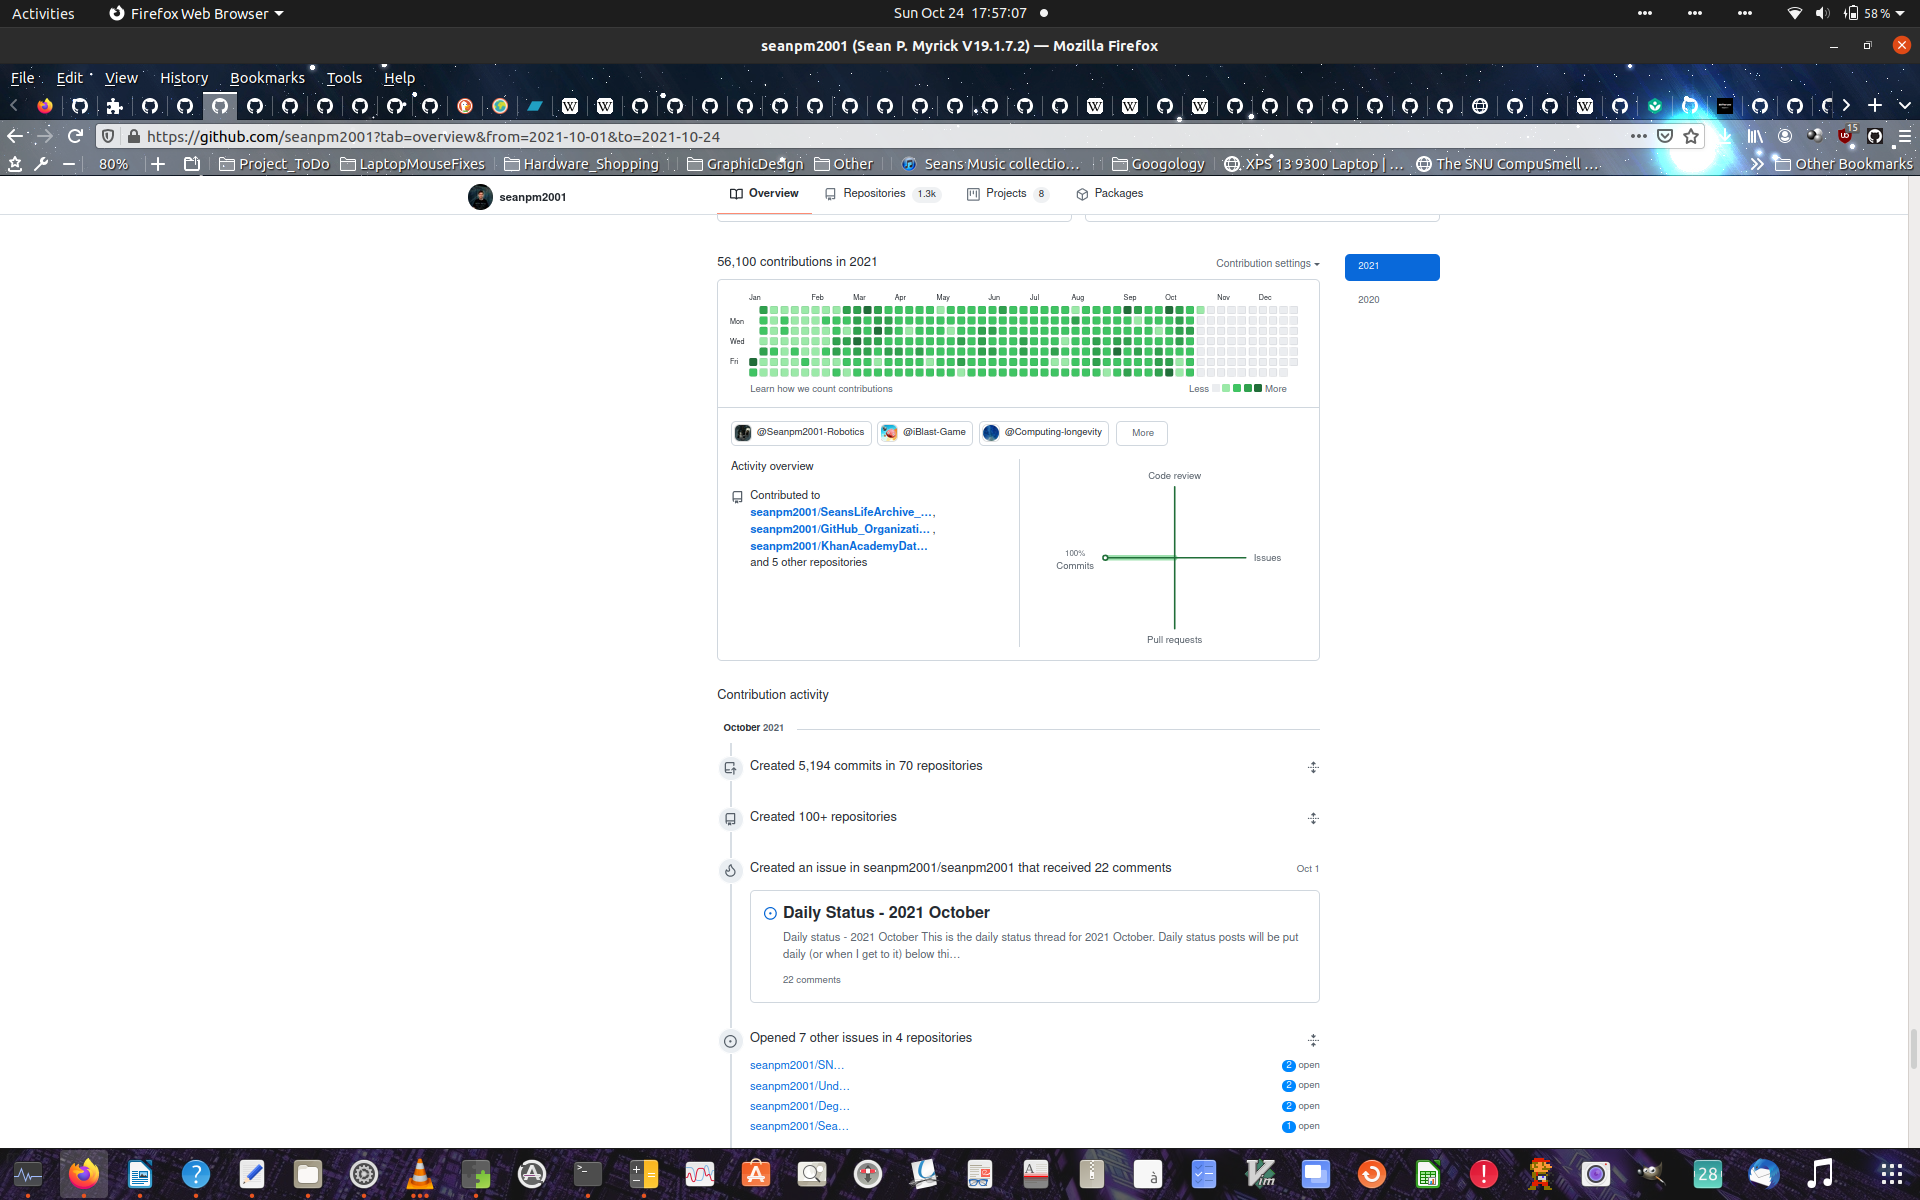 Activities
Firefox Web Browser
Sun Oct 24 17:57:07
58 %
seanpm2001 (Sean P. Myrick V19.1.7.2) — Mozilla Firefox
File Edit View History Bookmarks Tools Help
https://github.com/seanpm2001?tab=overview&from=2021-10-01&to=2021-10-24
15
80%
Project_ToDo
LaptopMouseFixes
Hardware_Shopping
GraphicDesign
Other
Seans Music collectio…
Googology
XPS 13 9300 Laptop | …
The SNU CompuSmell …
Other Bookmarks
seanpm2001
Overview
Repositories 1.3k
Projects 8
Packages
56,100 contributions in 2021
Contribution settings
2021
2020
Jan Feb Mar Apr May Jun Jul Aug Sep Oct Nov Dec
Mon
Wed
Fri
Learn how we count contributions
Less More
@Seanpm2001-Robotics
@iBlast-Game
@Computing-longevity
More
Activity overview
Contributed to
seanpm2001/SeansLifeArchive_…,
seanpm2001/GitHub_Organizati… ,
seanpm2001/KhanAcademyDat…
and 5 other repositories
Code review
100%
Commits
Issues
Pull requests
Contribution activity
October 2021
Created 5,194 commits in 70 repositories
Created 100+ repositories
Created an issue in seanpm2001/seanpm2001 that received 22 comments
Oct 1
Daily Status - 2021 October
Daily status - 2021 October This is the daily status thread for 2021 October. Daily status posts will be put
daily (or when I get to it) below thi…
22 comments
Opened 7 other issues in 4 repositories
seanpm2001/SN…
2 open
seanpm2001/Und…
2 open
seanpm2001/Deg…
2 open
seanpm2001/Sea…
1 open
28